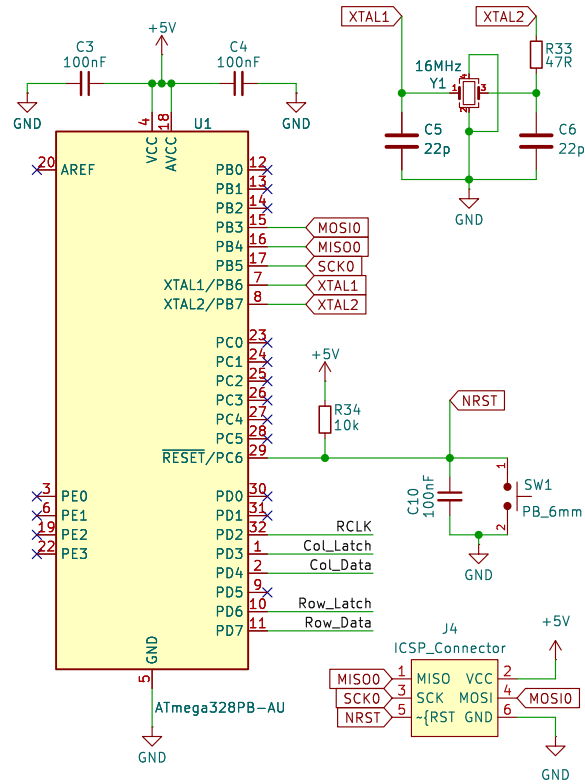 XTAL1
XTAL2
+5V
C3
100nF
C4
100nF
R33
47R
16MHz
Y1
1
2
3
4
C5
22p
C6
22p
GND
GND
GND
4
18
U1
VCC
AVCC
20
AREF
PB0
12
PB1
13
PB2
14
PB3
15
MOSI0
PB4
16
MISO0
PB5
17
SCK0
XTAL1/PB6
7
XTAL1
XTAL2/PB7
8
XTAL2
PC0
23
PC1
24
PC2
25
PC3
26
PC4
27
PC5
28
RESET/PC6
29
+5V
R34
10k
NRST
C10
100nF
1
SW1
PB_6mm
2
GND
3
PE0
6
PE1
19
PE2
22
PE3
PD0
30
PD1
31
PD2
32
RCLK
PD3
1
Col_Latch
PD4
2
Col_Data
PD5
9
PD6
10
Row_Latch
PD7
11
Row_Data
GND
5
ATmega328PB-AU
GND
J4
ICSP_Connector
+5V
MISO0
1
MISO
VCC
2
SCK0
3
SCK
MOSI
4
MOSI0
NRST
5
~{RST
GND
6
GND